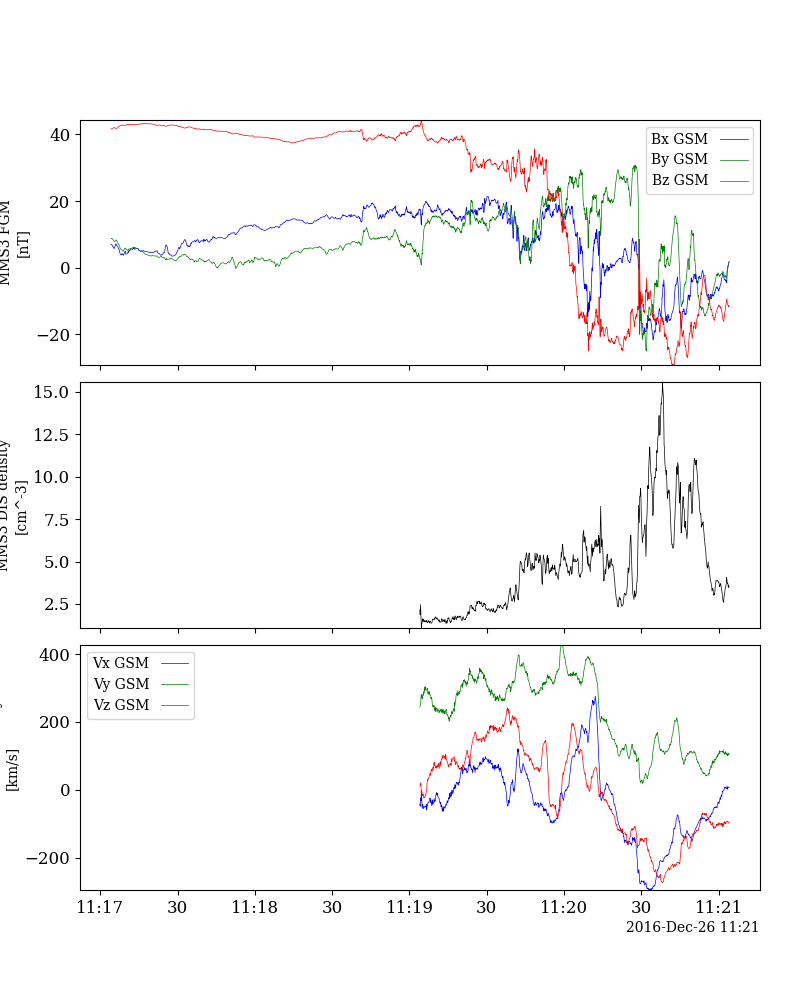 40
20
0
−20
MMS3 FGM
[nT]
Bx GSM
By GSM
Bz GSM
15.0
12.5
10.0
7.5
5.0
2.5
MMS3 DIS density
[cm^-3]
400
200
0
−200
[km/s]
Vx GSM
Vy GSM
Vz GSM
11:17 30 11:18 30 11:19 30 11:20 30 11:21
2016-Dec-26 11:21